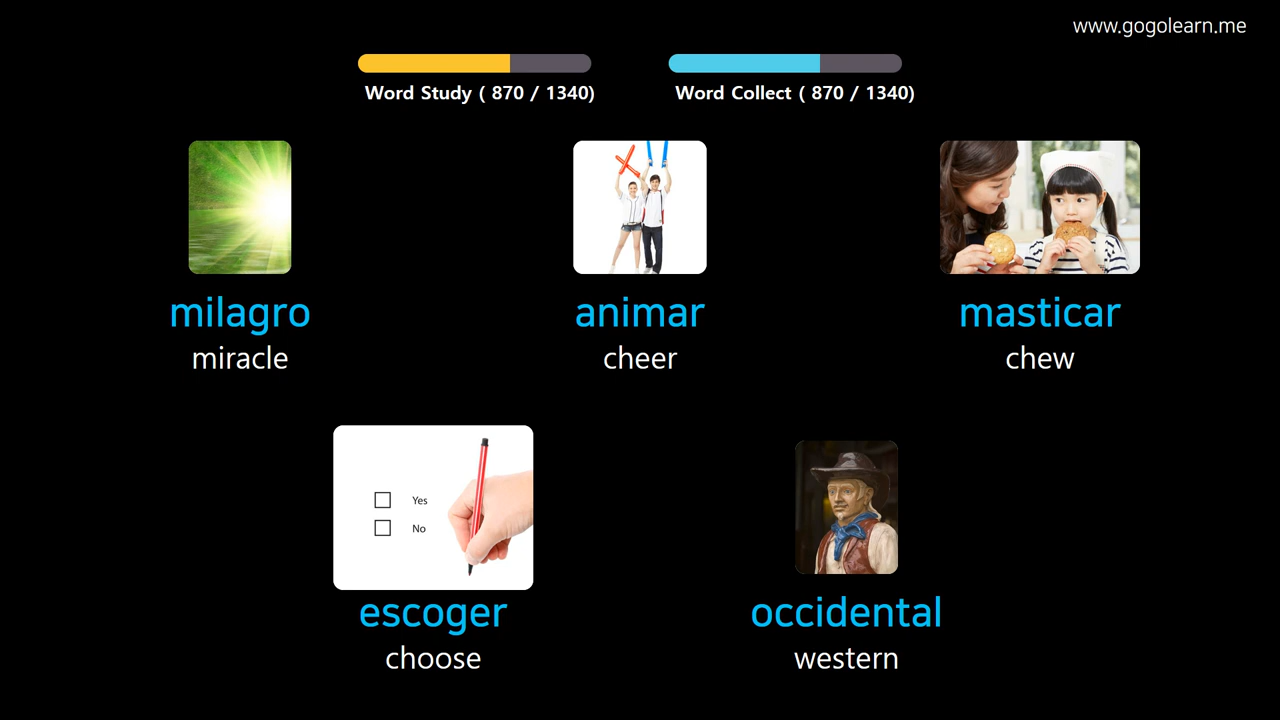 www.gogolearn.me
Word Study ( 870 / 1340)
Word Collect ( 870 / 1340)
milagro
miracle
animar
cheer
masticar
chew
Yes
No
escoger
choose
occidental
western